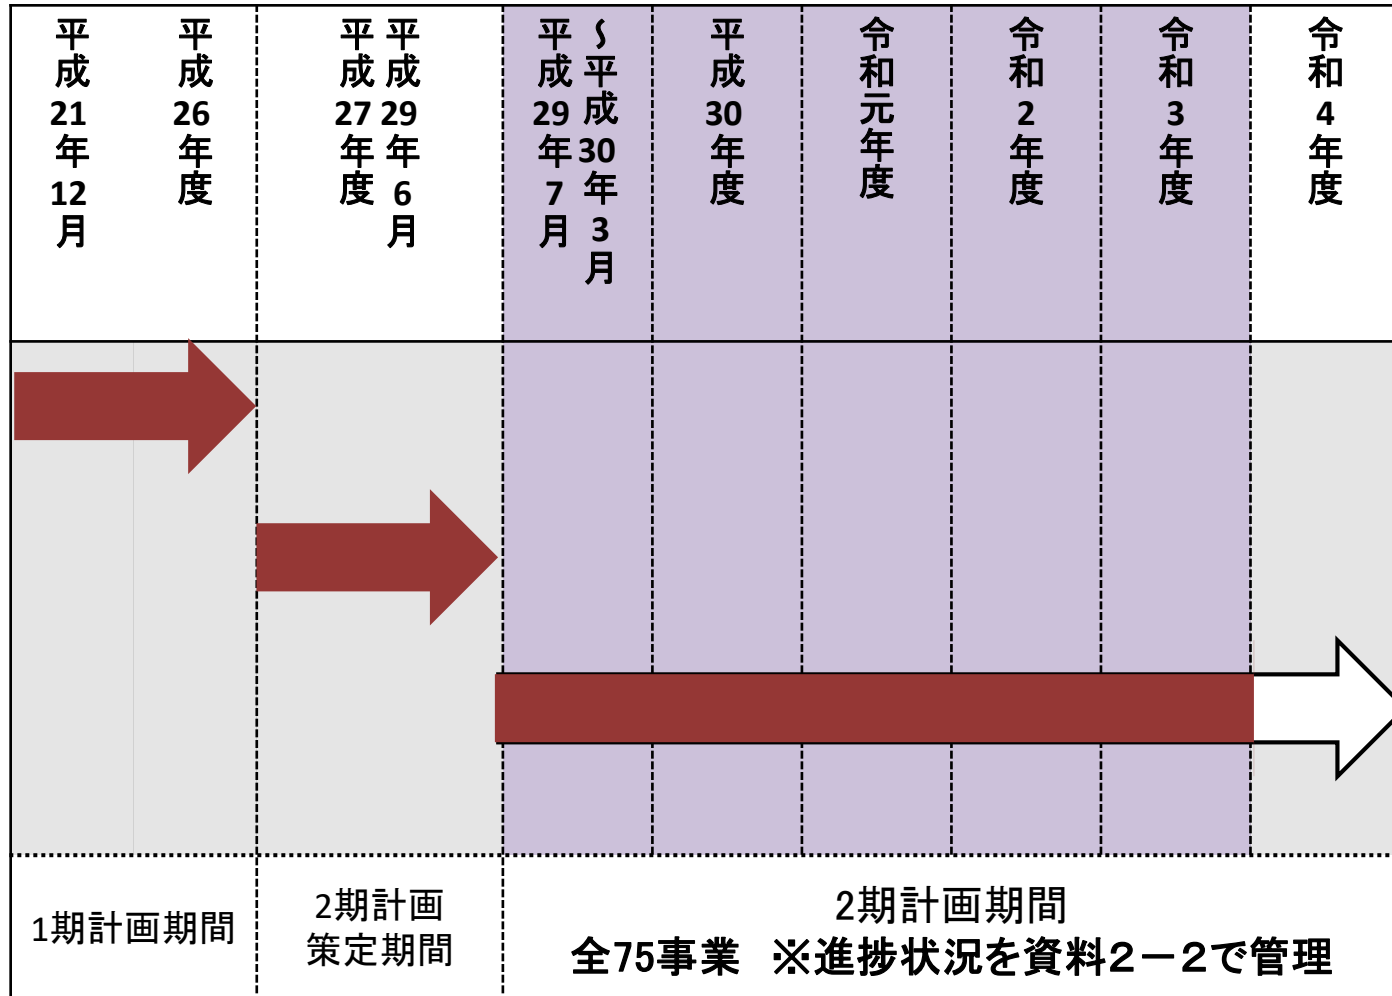 平成21年12月
平成26年度
平成27年度
平成29年6月
平成29年7月
～平成30年3月
平成30年度
令和元年度
令和2年度
令和3年度
令和4年度
1期計画期間
2期計画
策定期間
2期計画期間
全75事業　※進捗状況を資料２－２で管理